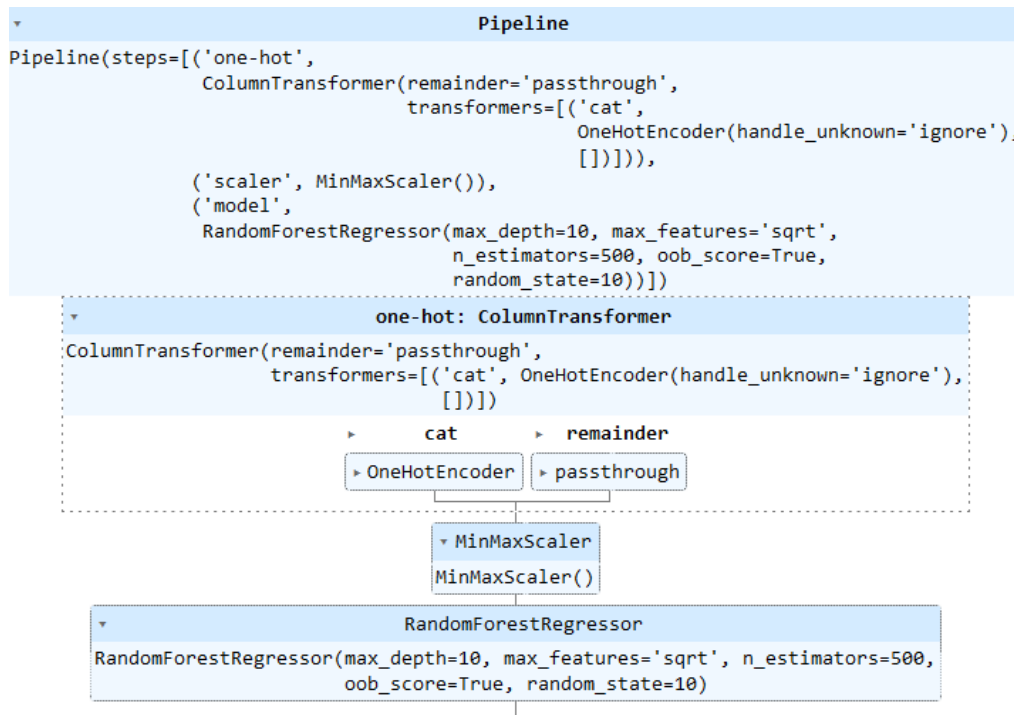 Pipeline
Pipeline(steps=[('one-hot',
ColumnTransformer(remainder='passthrough',
transformers=[('cat',
OneHotEncoder(handle_unknown='ignore'),
[])])),
('scaler', MinMaxScaler()),
('model',
RandomForestRegressor(max_depth=10, max_features='sqrt',
n_estimators=500, oob_score=True,
random_state=10))])
one-hot: ColumnTransformer
ColumnTransformer(remainder='passthrough',
transformers=[('cat', OneHotEncoder(handle_unknown='ignore'),
[])])
cat remainder
OneHotEncoder passthrough
MinMaxScaler
MinMaxScaler()
RandomForestRegressor
RandomForestRegressor(max_depth=10, max_features='sqrt', n_estimators=500,
oob_score=True, random_state=10)